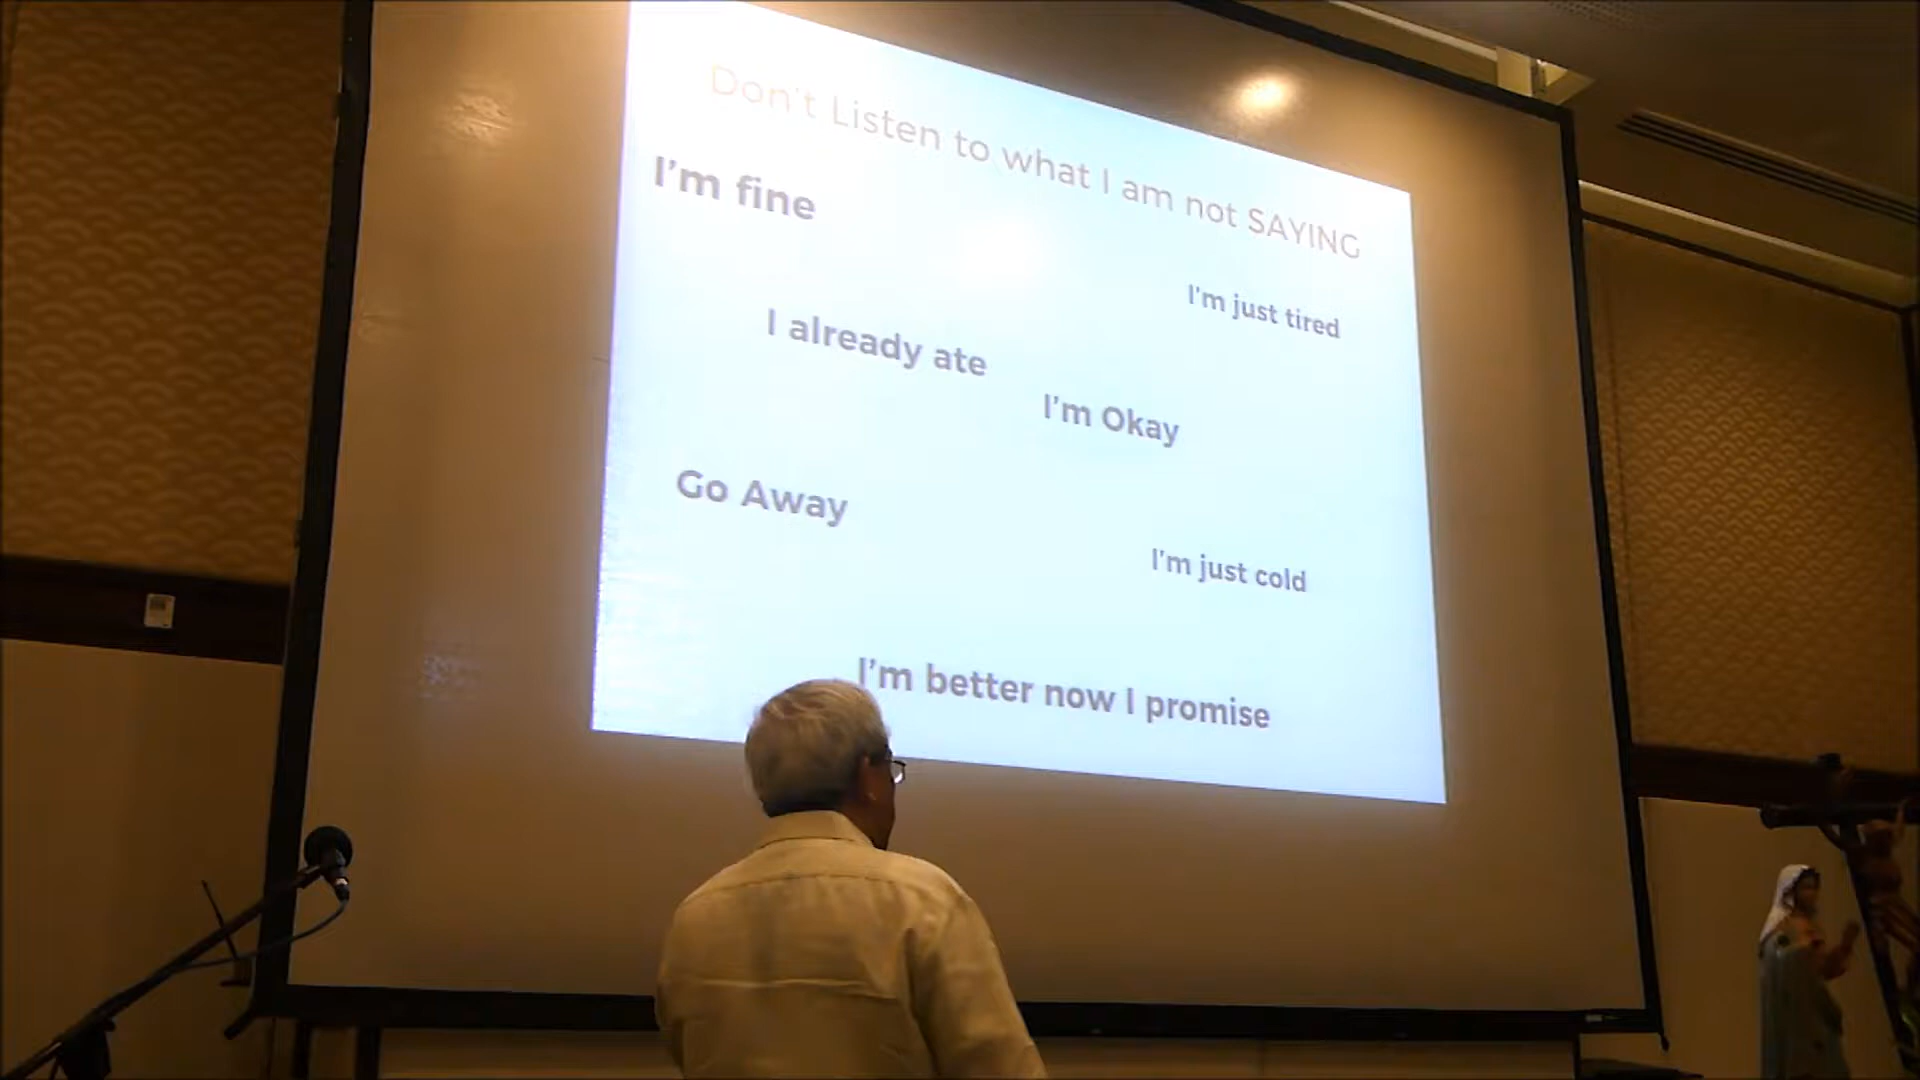 Don't Listen to what I am not SAYING
I'm fine
I'm just tired
I already ate
I'm Okay
Go Away
I'm just cold
I'm better now I promise